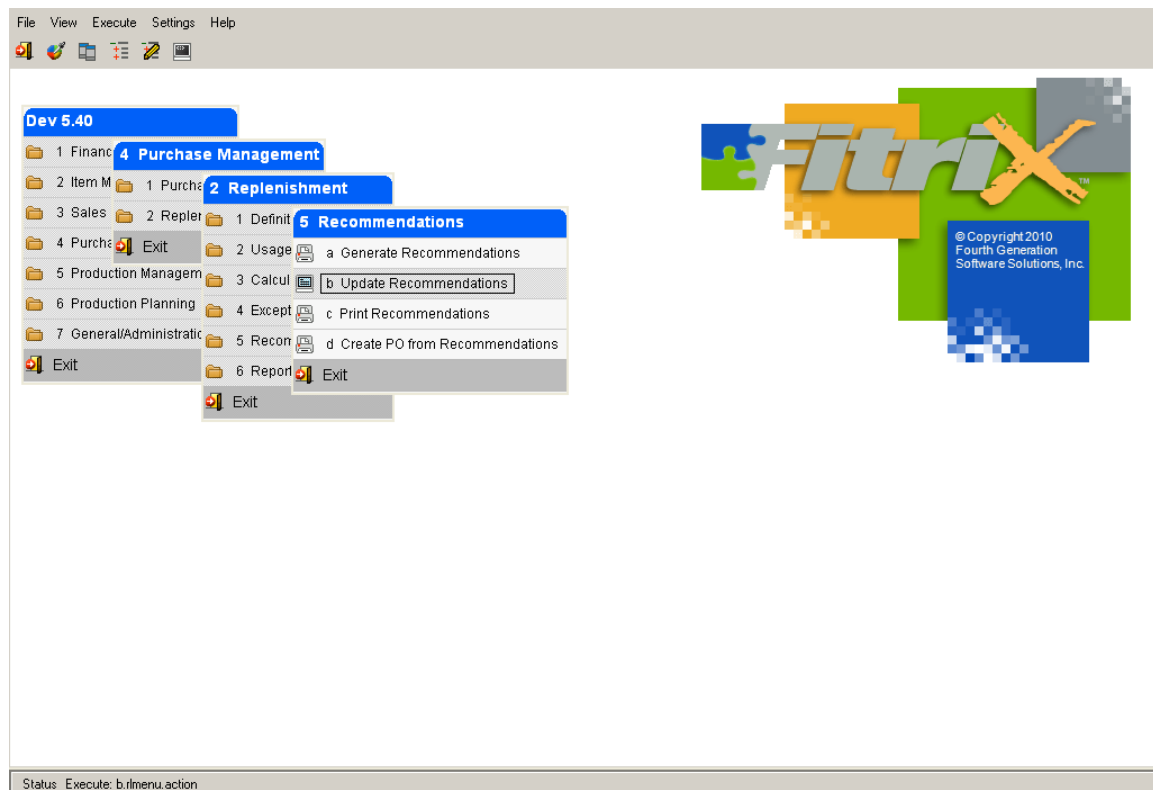 File View Execute Settings Help
Dev 5.40
1 Financ
2 Item M
3 Sales
4 Purcha
5 Production Managem
6 Production Planning
7 General/Administratio
Exit
4 Purchase Management
1 Purcha
2 Repler
Exit
2 Replenishment
1 Definit
2 Usage
3 Calcul
4 Except
5 Recom
6 Report
Exit
5 Recommendations
a Generate Recommendations
b Update Recommendations
c Print Recommendations
d Create PO from Recommendations
Exit
FitriX™
© Copyright 2010
Fourth Generation
Software Solutions, Inc.
Status Execute: b.rlmenu.action